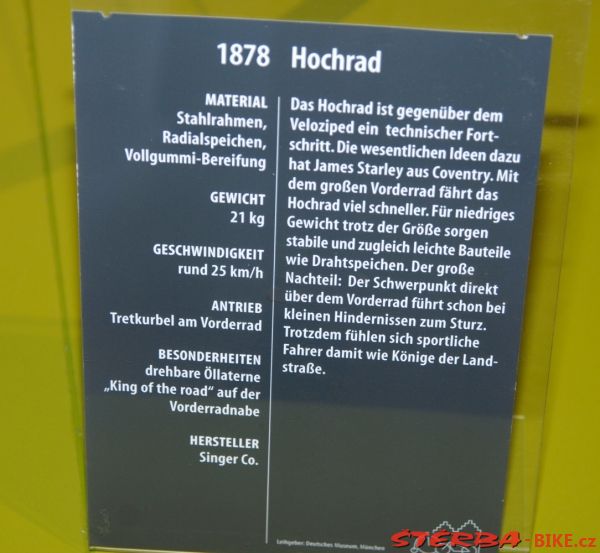 1878 Hochrad
MATERIAL
Stahlrahmen,
Radialspeichen,
Vollgummi-Bereifung
GEWICHT
21 kg
GESCHWINDIGKEIT
rund 25 km/h
ANTRIEB
Tretkurbel am Vorderrad
BESONDERHEITEN
drehbare Öllaterne
„King of the road“ auf der
Vorderradnabe
HERSTELLER
Singer Co.
Das Hochrad ist gegenüber dem
Veloziped ein technischer Fort-
schritt. Die wesentlichen Ideen dazu
hat James Starley aus Coventry. Mit
dem großen Vorderrad fährt das
Hochrad viel schneller. Für niedriges
Gewicht trotz der Größe sorgen
stabile und zugleich leichte Bauteile
wie Drahtspeichen. Der große
Nachteil: Der Schwerpunkt direkt
über dem Vorderrad führt schon bei
kleinen Hindernissen zum Sturz.
Trotzdem fühlen sich sportliche
Fahrer damit wie Könige der Land-
straße.
Leihgeber: Deutsches Museum, München
STERBA-BIKE.cz